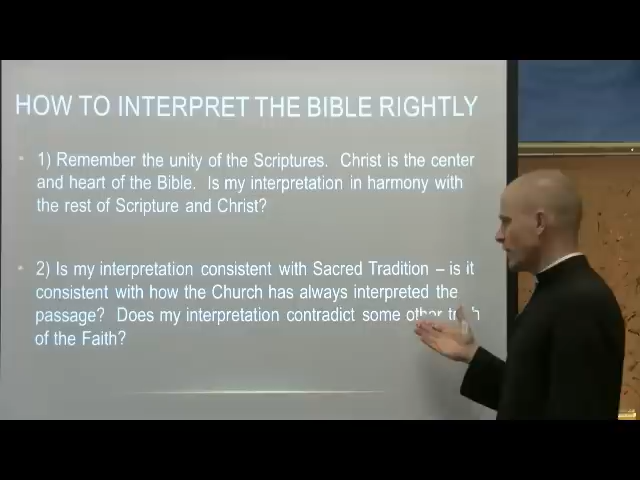 HOW TO INTERPRET THE BIBLE RIGHTLY
1) Remember the unity of the Scriptures. Christ is the center
and heart of the Bible. Is my interpretation in harmony with
the rest of Scripture and Christ?
2) Is my interpretation consistent with Sacred Tradition – is it
consistent with how the Church has always interpreted the
passage? Does my interpretation contradict some other
of the Faith?